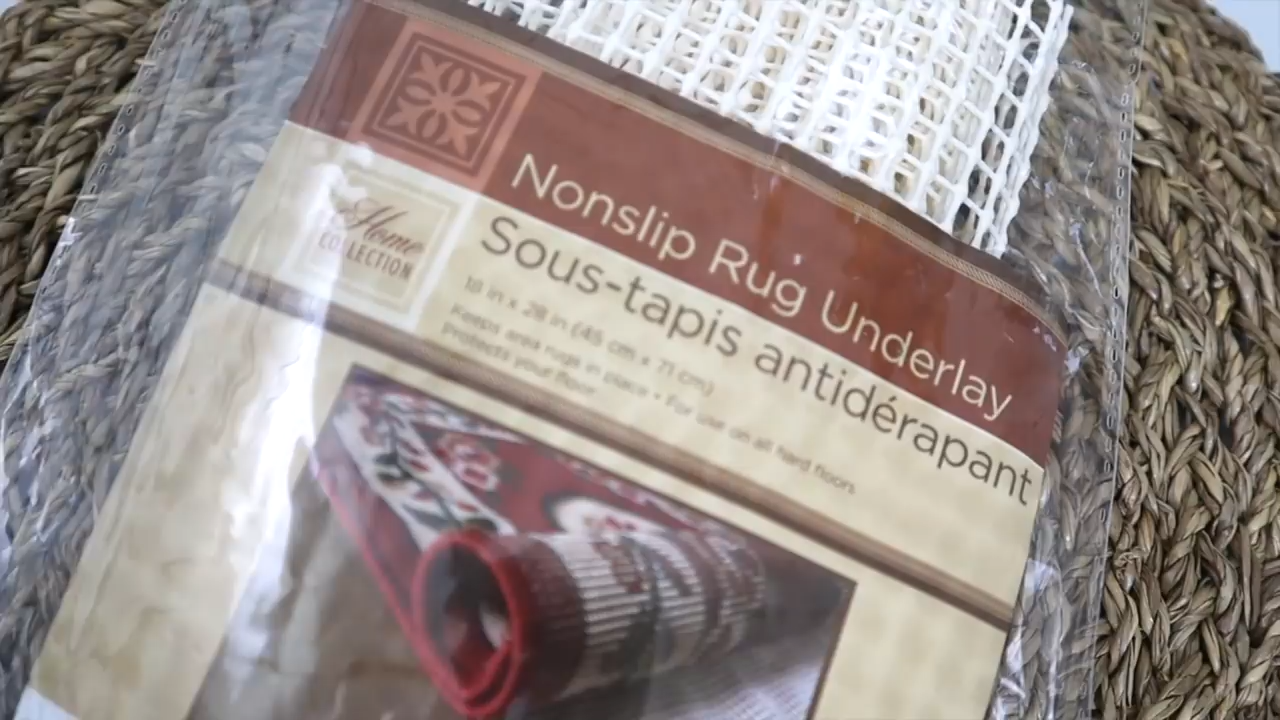 Nonslip Rug Underlay
Sous-tapis antidérapant
Home
COLLECTION
18 in x 28 in (45 cm x 71 cm)
Keeps area rugs in place • For use on all hard floors
Protects your floor